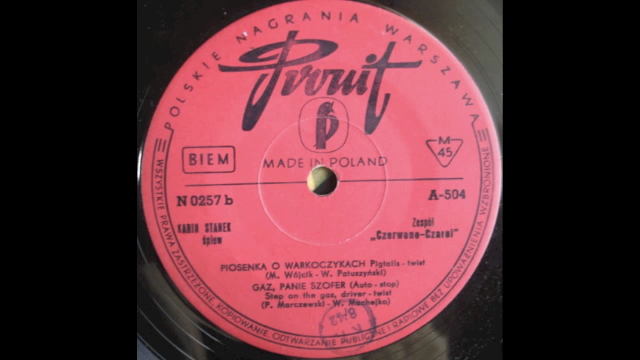 POLSKIE NAGRANIA WARSZAWA
Pronit
BIEM
MADE IN POLAND
M
45
N 0257 b
A-504
KARIN STANEK
śpiew
Zespół
„Czerwono-Czarni”
PIOSENKA O WARKOCZYKACH Pigtails - twist
(M. Wójcik - W. Patuszyński)
GAZ, PANIE SZOFER (Auto - stop)
Step on the gaz, driver - twist
(P. Marczewski - W. Machejko)
WSZYSTKIE PRAWA ZASTRZEŻONE. KOPIOWANIE, ODTWARZANIE PUBLICZNE I RADIOWE BEZ UPOWAŻNIENIA WZBRONIONE